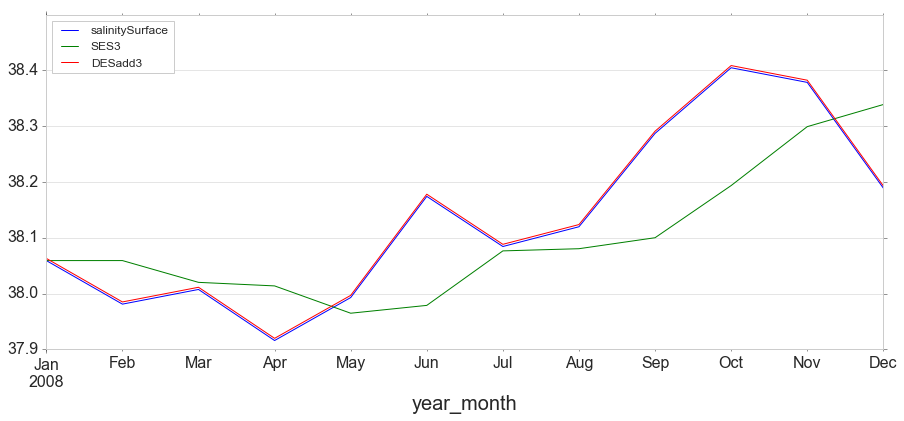 salinitySurface
SES3
DESadd3
38.4
38.3
38.2
38.1
38.0
37.9
Jan Feb Mar Apr May Jun Jul Aug Sep Oct Nov Dec
2008
year_month